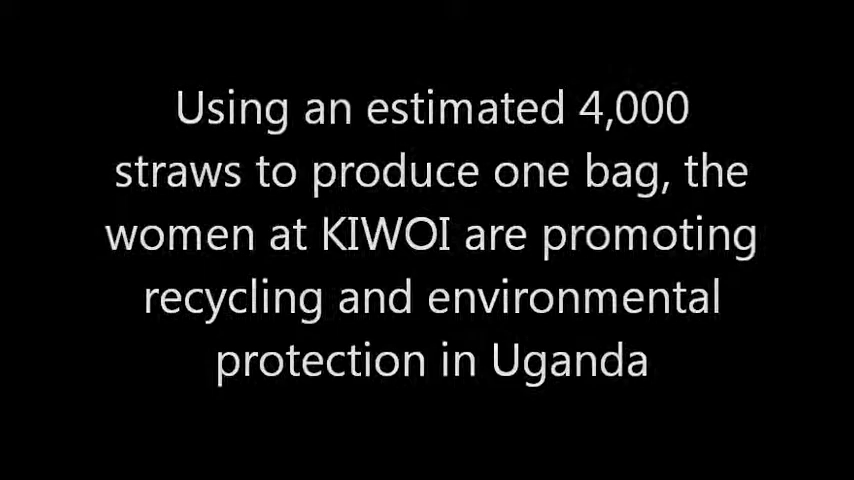 Using an estimated 4,000
straws to produce one bag, the
women at KIWOI are promoting
recycling and environmental
protection in Uganda